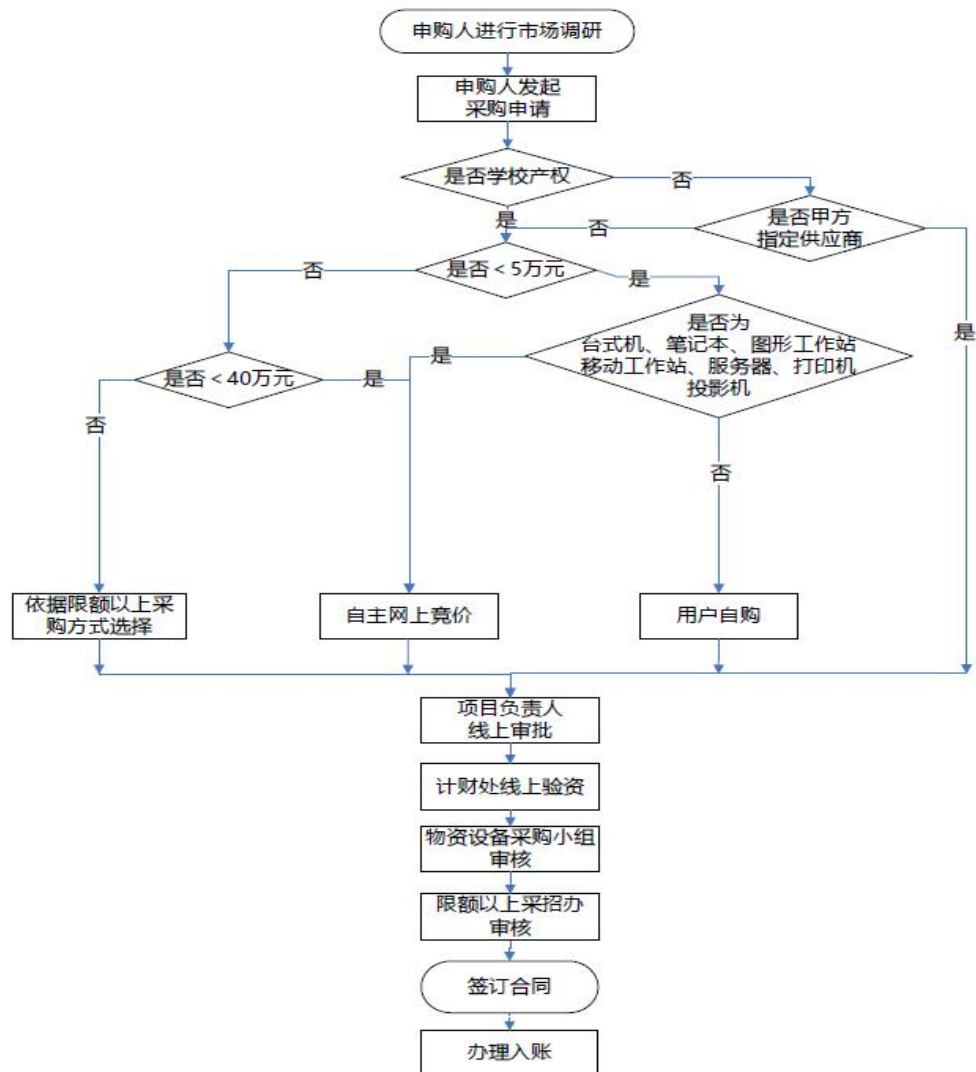 申购人进行市场调研
申购人发起
采购申请
是否学校产权
否
是
是否甲方
指定供应商
否
是
是否<5万元
否
是
是否为
台式机、笔记本、图形工作站
移动工作站、服务器、打印机
投影机
是
否
是否<40万元
是
否
依据限额以上采
购方式选择
自主网上竞价
用户自购
项目负责人
线上审批
计财处线上验资
物资设备采购小组
审核
限额以上采招办
审核
签订合同
办理入账